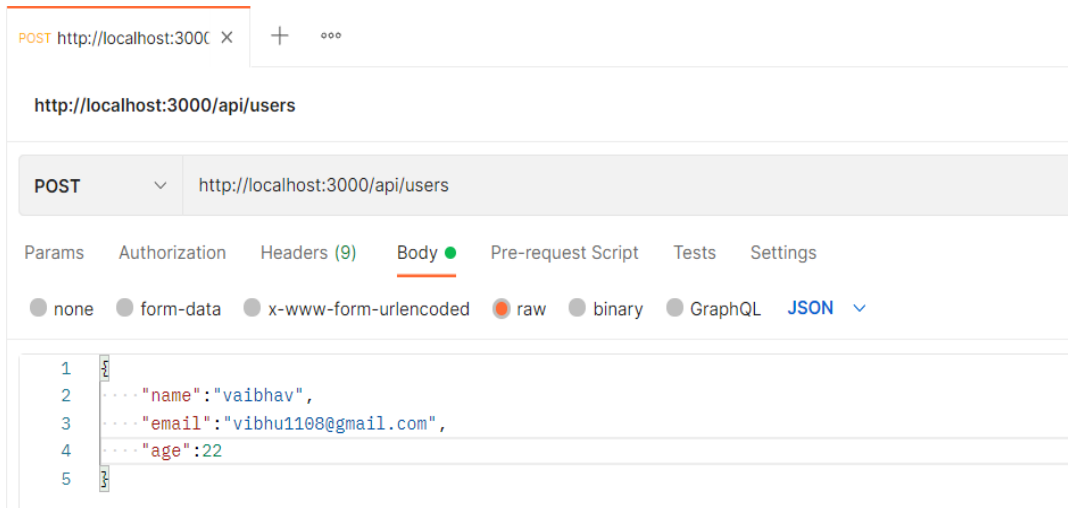 POST http://localhost:300(
http://localhost:3000/api/users
POST http://localhost:3000/api/users
Params Authorization Headers (9) Body Pre-request Script Tests Settings
none form-data x-www-form-urlencoded raw binary GraphQL JSON
1 {
2 "name":"vaibhav",
3 "email":"vibhu1108@gmail.com",
4 "age":22
5 }